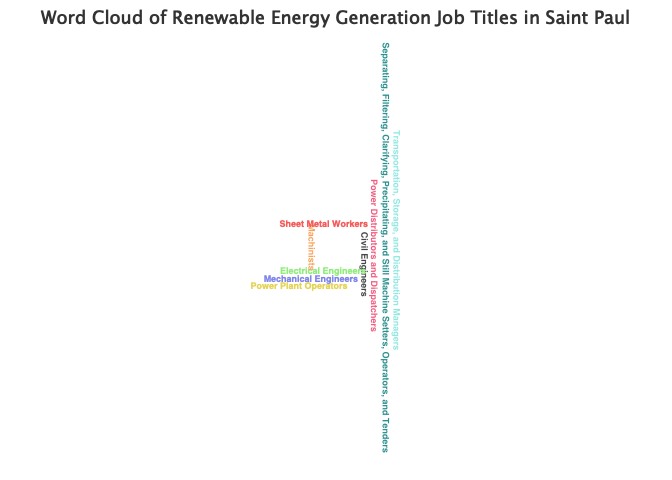 Word Cloud of Renewable Energy Generation Job Titles in Saint Paul
Separating, Filtering, Clarifying, Precipitating, and Still Machine Setters, Operators, and Tenders
Transportation, Storage, and Distribution Managers
Power Distributors and Dispatchers
Sheet Metal Workers
Machinists
Civil Engineers
Electrical Engineers
Mechanical Engineers
Power Plant Operators